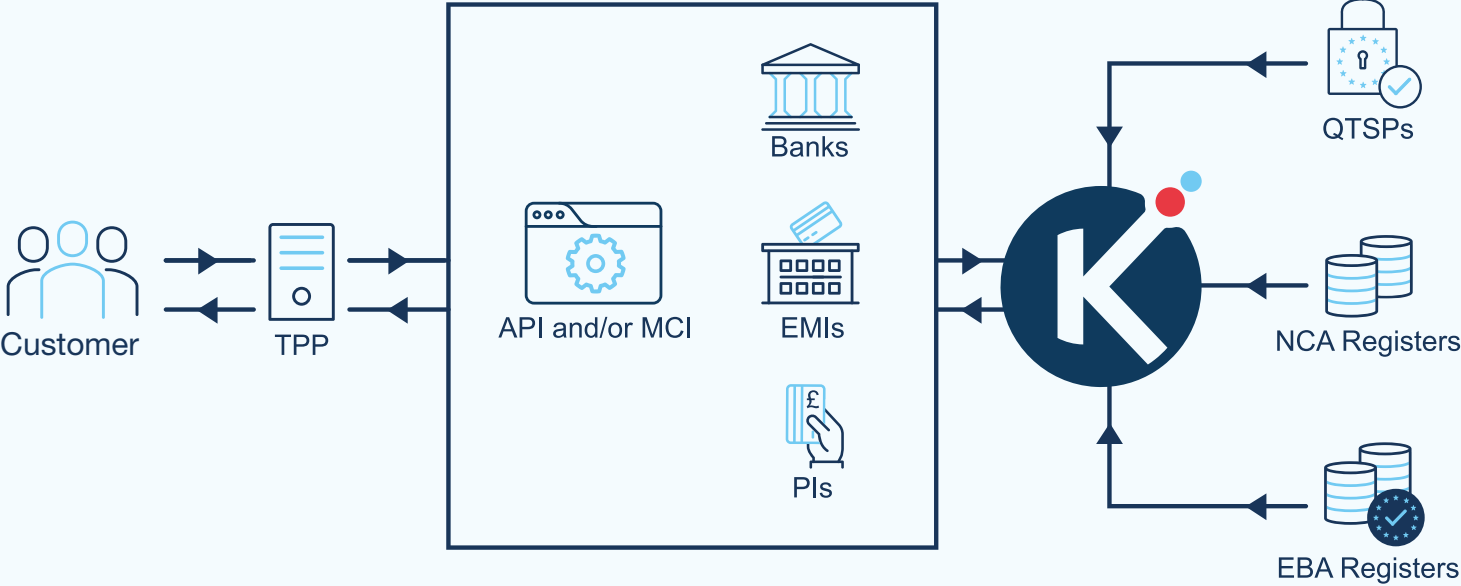 Customer
TPP
API and/or MCI
Banks
EMIs
£
PIs
K
QTSPs
NCA Registers
EBA Registers